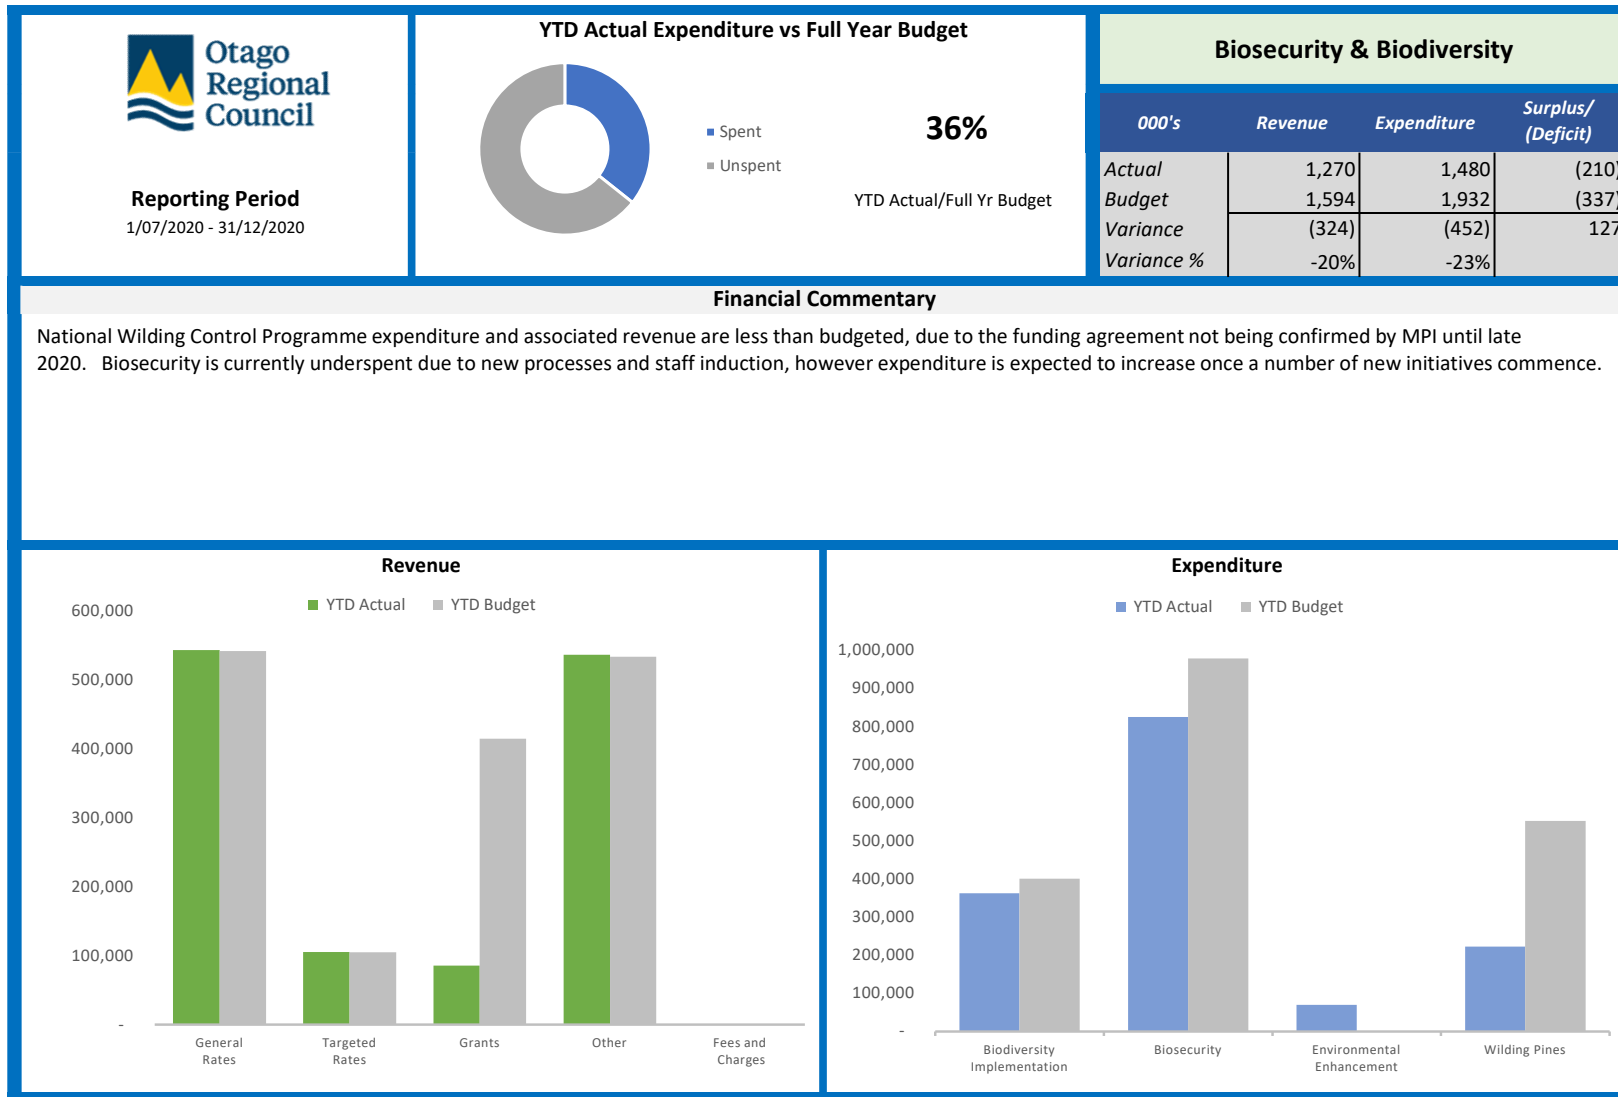 Otago
Regional
Council
Reporting Period
1/07/2020 - 31/12/2020
YTD Actual Expenditure vs Full Year Budget
Spent
Unspent
36%
YTD Actual/Full Yr Budget
Biosecurity & Biodiversity
000's Revenue Expenditure Surplus/ (Deficit)
Actual 1,270 1,480 (210)
Budget 1,594 1,932 (337)
Variance (324) (452) 127
Variance % -20% -23%
Financial Commentary
National Wilding Control Programme expenditure and associated revenue are less than budgeted, due to the funding agreement not being confirmed by MPI until late
2020. Biosecurity is currently underspent due to new processes and staff induction, however expenditure is expected to increase once a number of new initiatives commence.
Revenue
YTD Actual YTD Budget
600,000
500,000
400,000
300,000
200,000
100,000
-
General
Rates
Targeted
Rates
Grants
Other
Fees and
Charges
Expenditure
YTD Actual YTD Budget
1,000,000
900,000
800,000
700,000
600,000
500,000
400,000
300,000
200,000
100,000
-
Biodiversity
Implementation
Biosecurity
Environmental
Enhancement
Wilding Pines